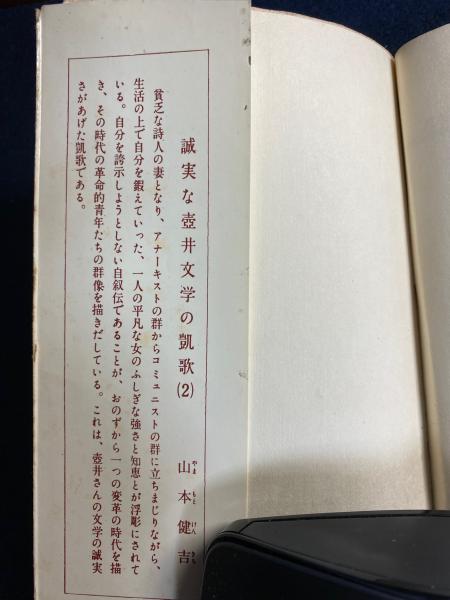 誠実な壺井文学の凱歌(2)
山本健吉
やまもとけんきち
貧乏な詩人の妻となり、アナーキストの群からコミュニストの群に立ちまじりながら、
生活の上で自分を鍛えていった、一人の平凡な女のふしぎな強さと知恵とが浮彫にされて
いる。自分を誇示しようとしない自叙伝であることが、おのずから一つの変革の時代を描
き、その時代の革命的青年たちの群像を描きだしている。これは、壺井さんの文学の誠実
さがあげた凱歌である。